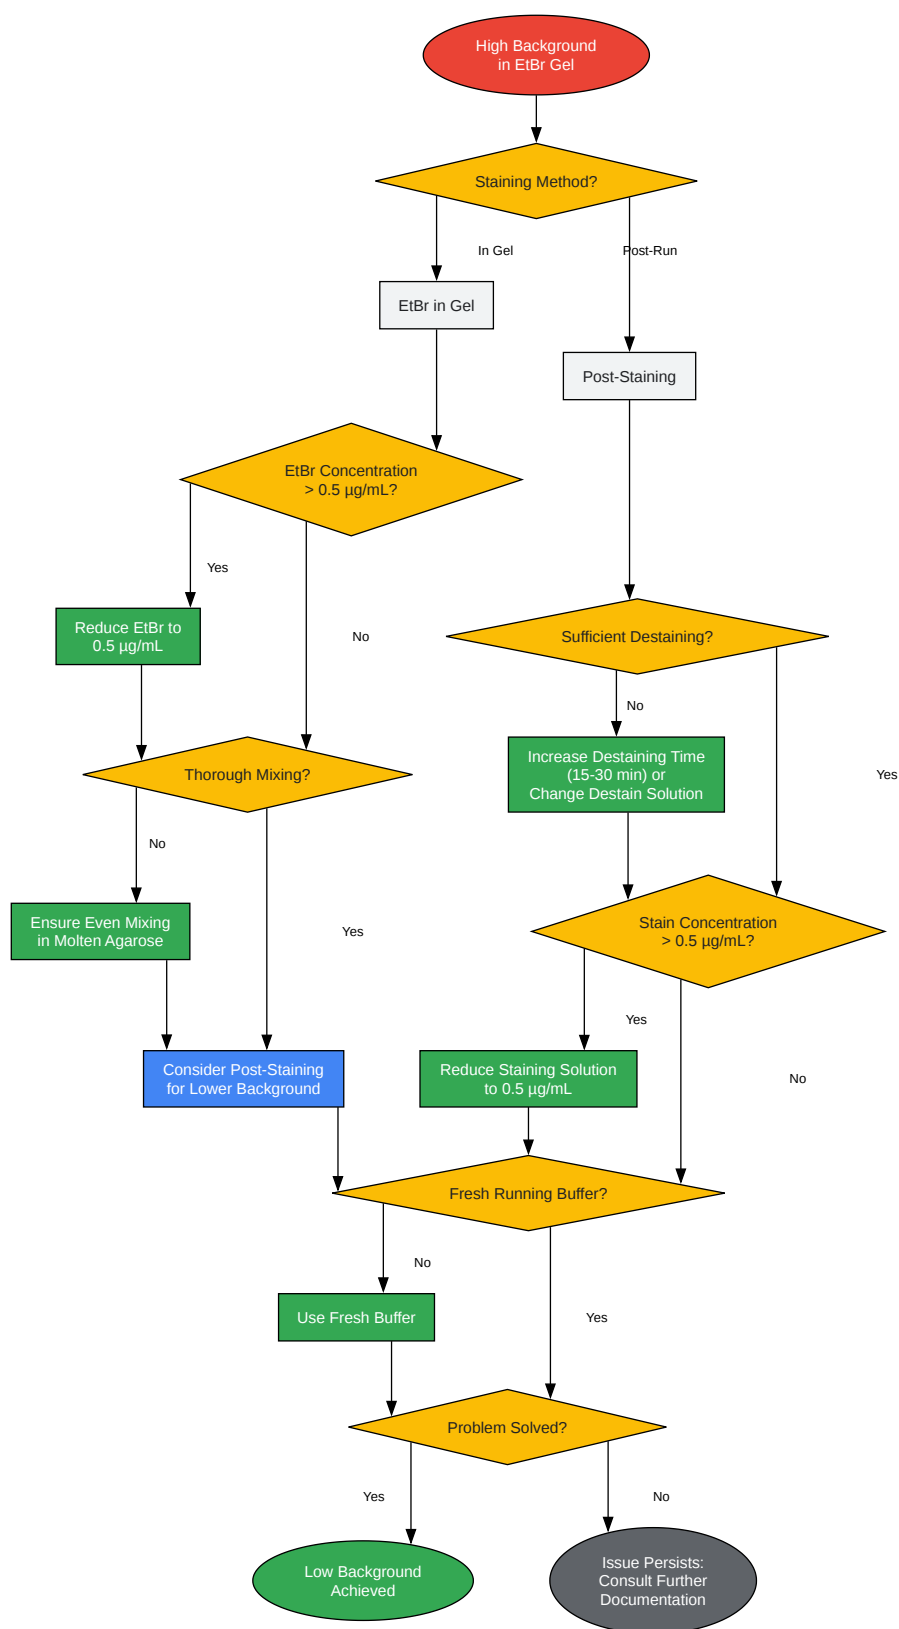 High Background
in EtBr Gel
Staining Method?
In Gel
Post-Run
EtBr in Gel
Post-Staining
EtBr Concentration
> 0.5 µg/mL?
Yes
No
Reduce EtBr to
0.5 µg/mL
Sufficient Destaining?
No
Yes
Increase Destaining Time
(15-30 min) or
Change Destain Solution
Thorough Mixing?
No
Yes
Ensure Even Mixing
in Molten Agarose
Stain Concentration
> 0.5 µg/mL?
Yes
No
Consider Post-Staining
for Lower Background
Reduce Staining Solution
to 0.5 µg/mL
Fresh Running Buffer?
No
Yes
Use Fresh Buffer
Problem Solved?
Yes
No
Low Background
Achieved
Issue Persists:
Consult Further
Documentation